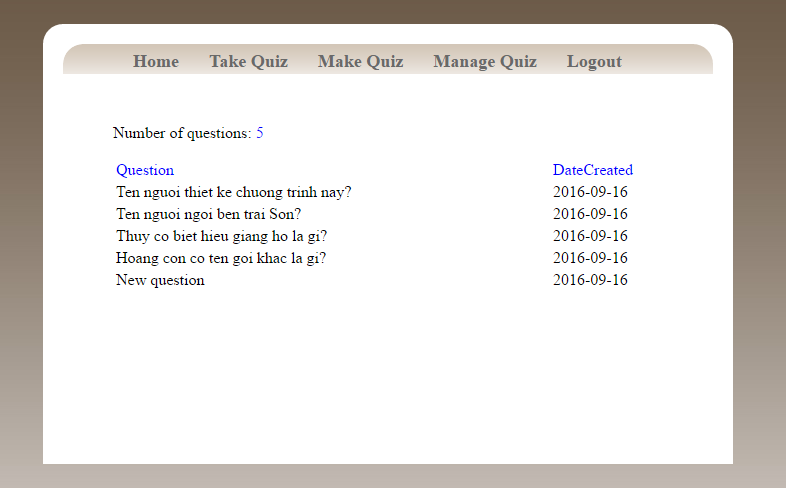 Home Take Quiz Make Quiz Manage Quiz Logout
Number of questions: 5
Question DateCreated
Ten nguoi thiet ke chuong trinh nay? 2016-09-16
Ten nguoi ngoi ben trai Son? 2016-09-16
Thuy co biet hieu giang ho la gi? 2016-09-16
Hoang con co ten goi khac la gi? 2016-09-16
New question 2016-09-16